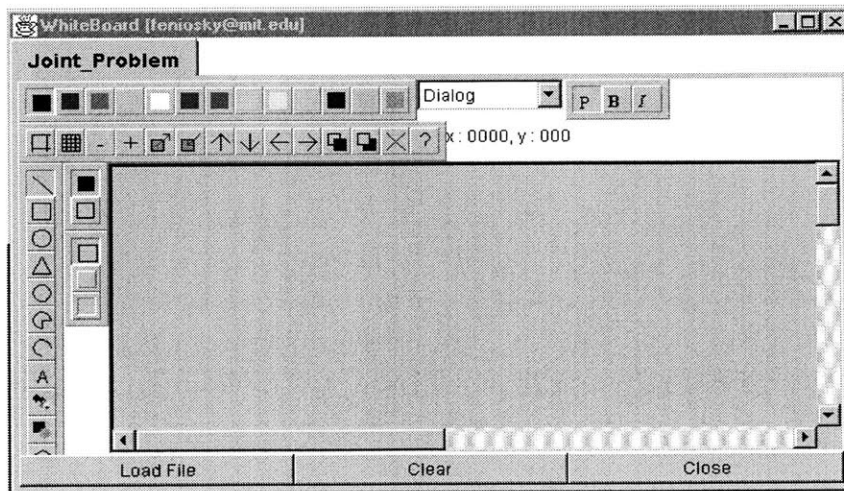 WhiteBoard [feniosky@mit.edu]
Joint_Problem
Dialog P B I
- + ? x : 0000, y : 000
A
Load File Clear Close